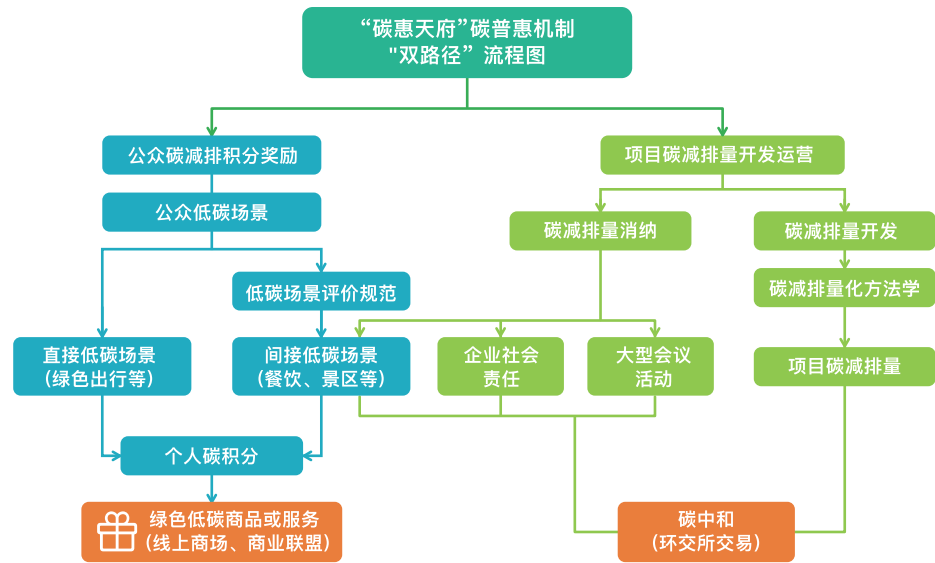 “碳惠天府”碳普惠机制
"双路径”流程图
公众碳减排积分奖励
项目碳减排量开发运营
公众低碳场景
碳减排量消纳
碳减排量开发
低碳场景评价规范
碳减排量化方法学
直接低碳场景
(绿色出行等)
间接低碳场景
(餐饮、景区等)
企业社会
责任
大型会议
活动
项目碳减排量
个人碳积分
绿色低碳商品或服务
(线上商场、商业联盟)
碳中和
(环交所交易)